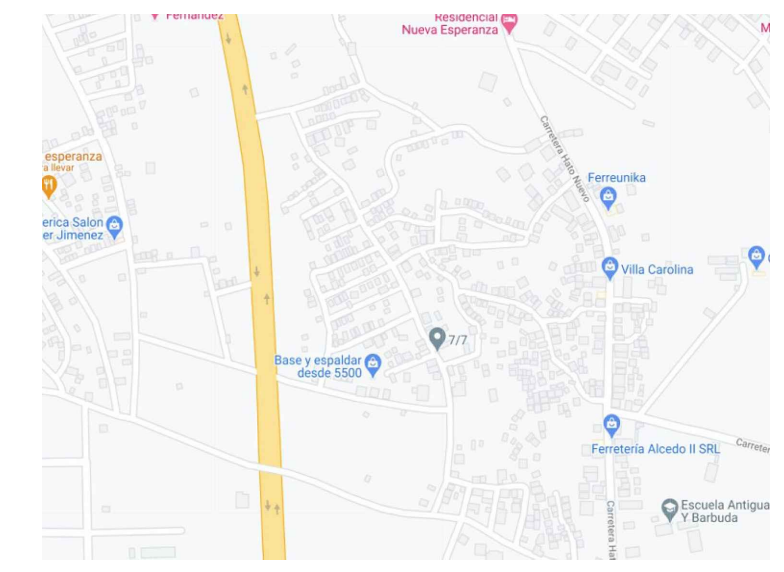 Fernandez
Residencial
Nueva Esperanza
M
esperanza
a llevar
erica Salon
er Jimenez
Carretera Hato Nuevo
Ferreunika
Villa Carolina
7/7
Base y espaldar
desde 5500
Ferretería Alcedo II SRL
Carreter
Escuela Antigua
Y Barbuda
Carretera Hat